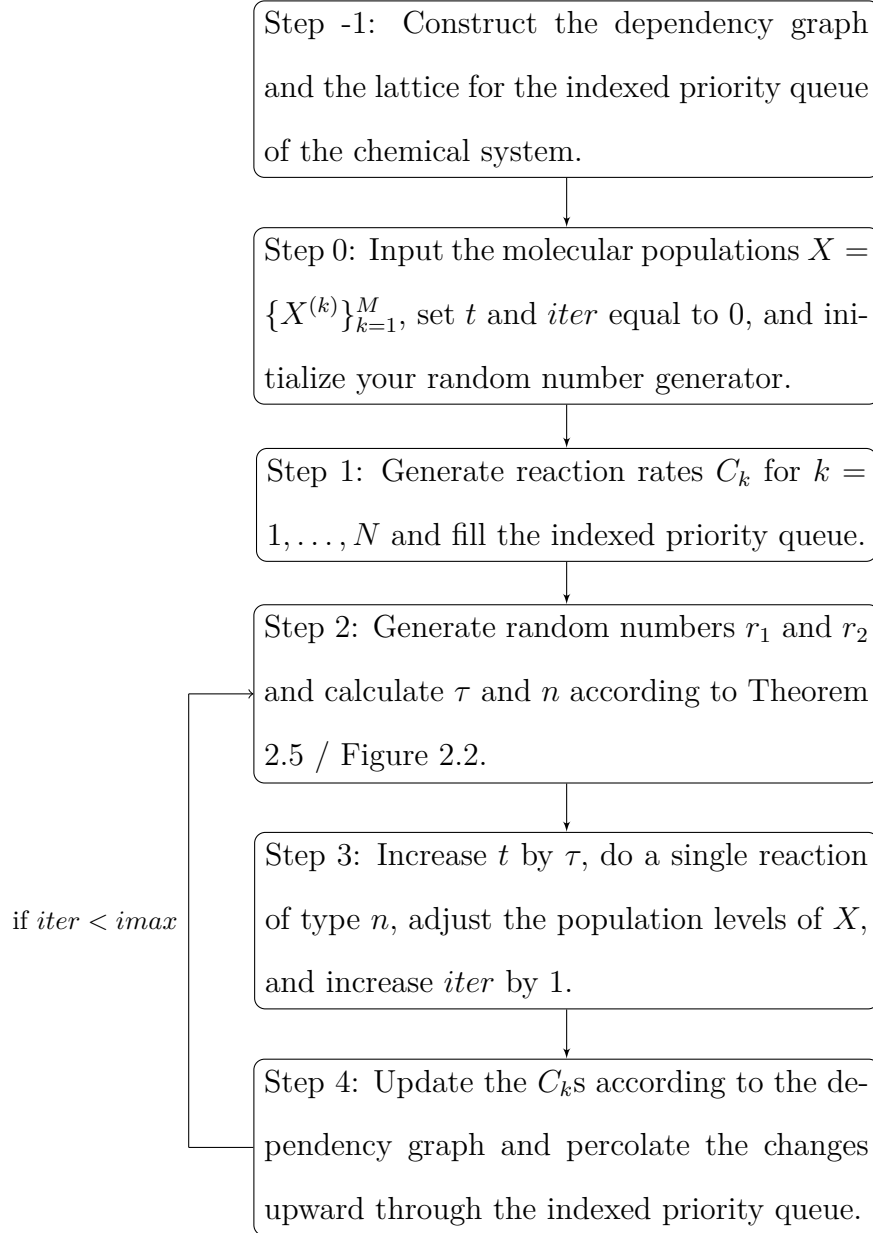 Step -1: Construct the dependency graph
and the lattice for the indexed priority queue
of the chemical system.
Step 0: Input the molecular populations X =
{X^{(k)}}_{k=1}^{M}, set t and iter equal to 0, and ini-
tialize your random number generator.
Step 1: Generate reaction rates C_k for k =
1, . . . , N and fill the indexed priority queue.
Step 2: Generate random numbers r_1 and r_2
and calculate τ and n according to Theorem
2.5 / Figure 2.2.
Step 3: Increase t by τ, do a single reaction
of type n, adjust the population levels of X,
and increase iter by 1.
if iter < imax
Step 4: Update the C_ks according to the de-
pendency graph and percolate the changes
upward through the indexed priority queue.